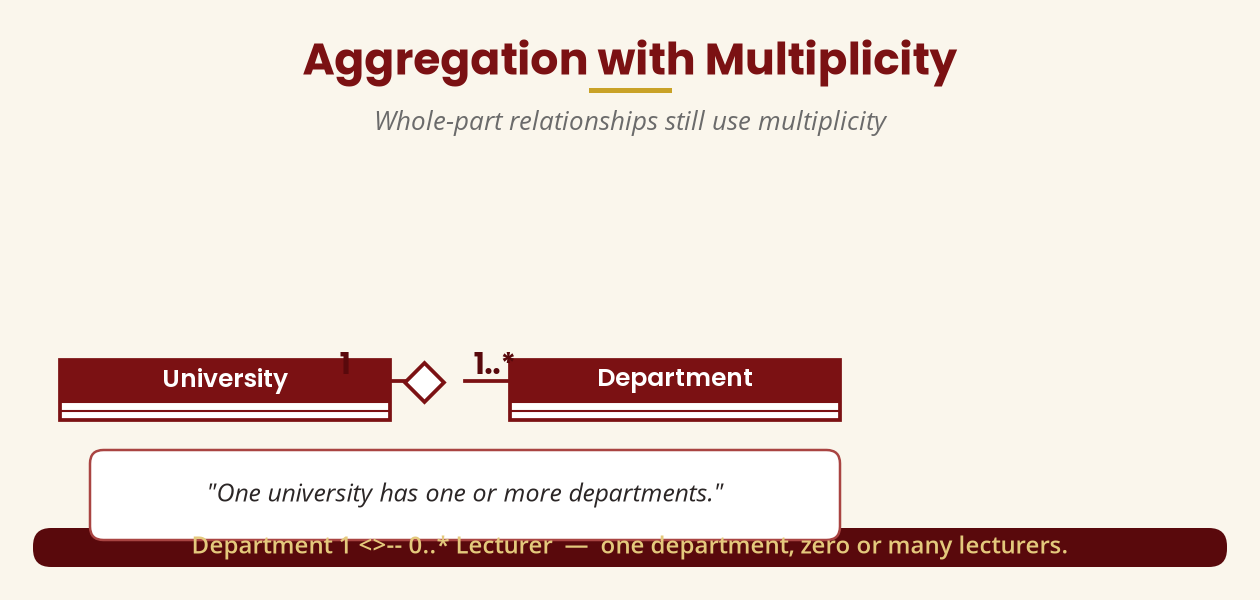 Aggregation with Multiplicity
Whole-part relationships still use multiplicity
University 1 1..* Department
"One university has one or more departments."
Department 1 <>-- 0..* Lecturer — one department, zero or many lecturers.